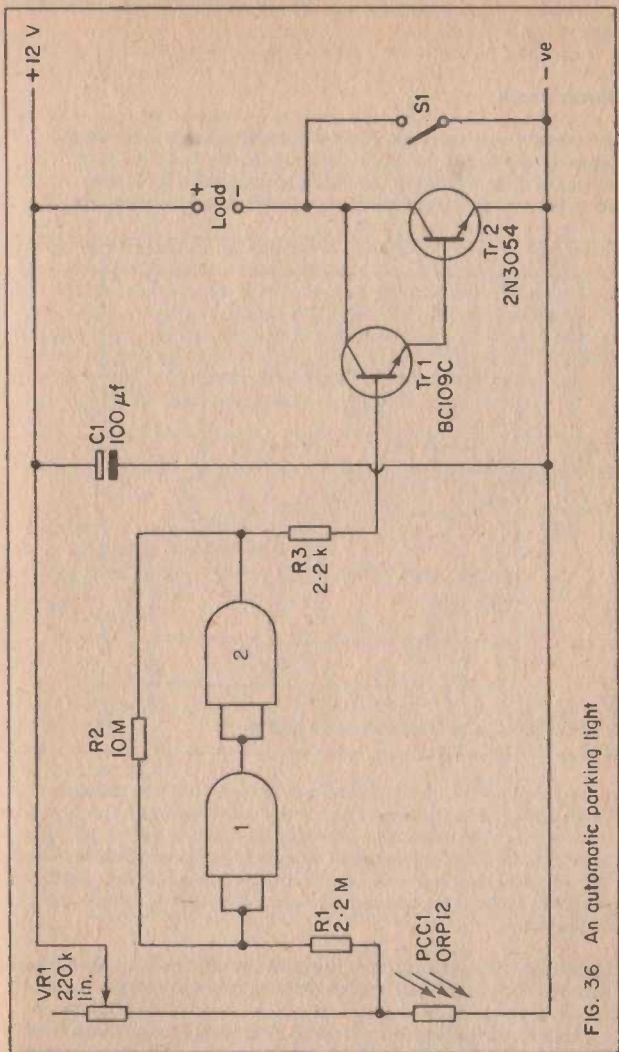 +12 V
Load
+
-
S1
- ve
Tr 2
2N3054
Tr 1
BC109C
C1
100 µf
R3
2·2 k
R2
10 M
2
1
R1
2·2 M
VR1
220k
lin.
PCC1
ORP12
FIG. 36 An automatic parking light